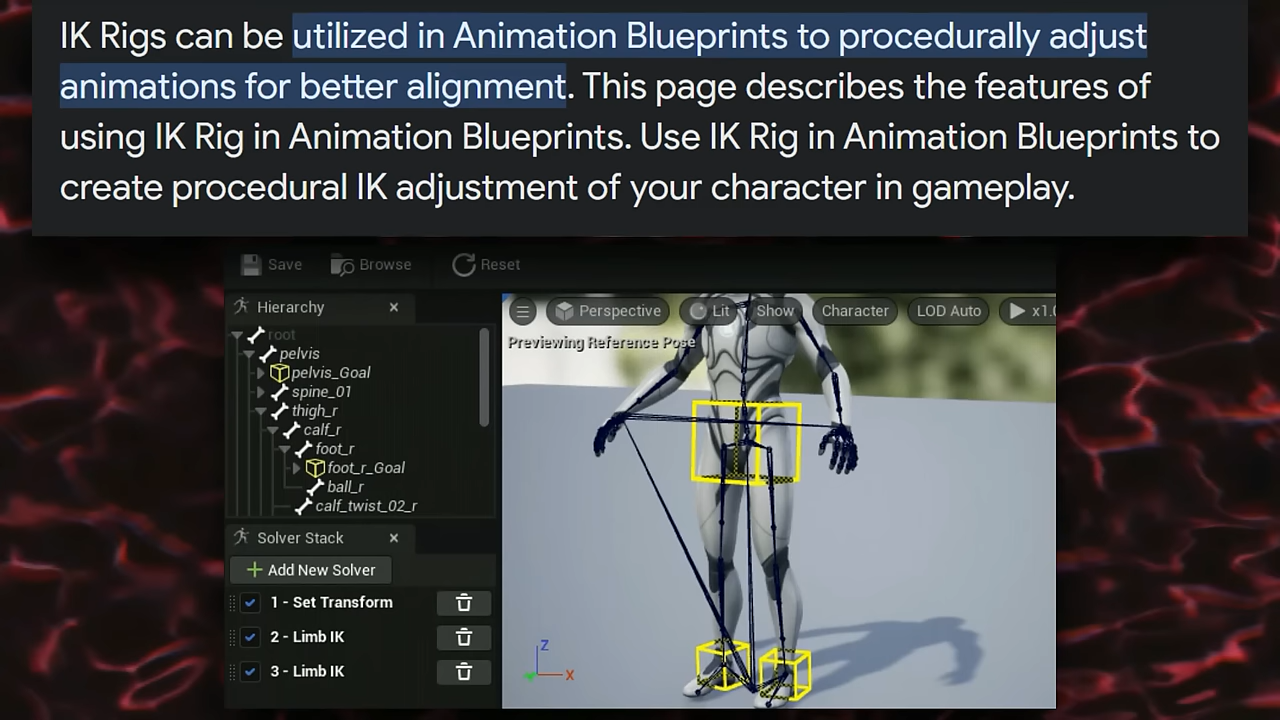 IK Rigs can be utilized in Animation Blueprints to procedurally adjust
animations for better alignment. This page describes the features of
using IK Rig in Animation Blueprints. Use IK Rig in Animation Blueprints to
create procedural IK adjustment of your character in gameplay.
Save Browse Reset
Hierarchy
root
pelvis
pelvis_Goal
spine_01
thigh_r
calf_r
foot_r
foot_r_Goal
ball_r
calf_twist_02_r
Solver Stack
+ Add New Solver
1 - Set Transform
2 - Limb IK
3 - Limb IK
Perspective Lit Show Character LOD Auto x1.0
Previewing Reference Pose
Z
X